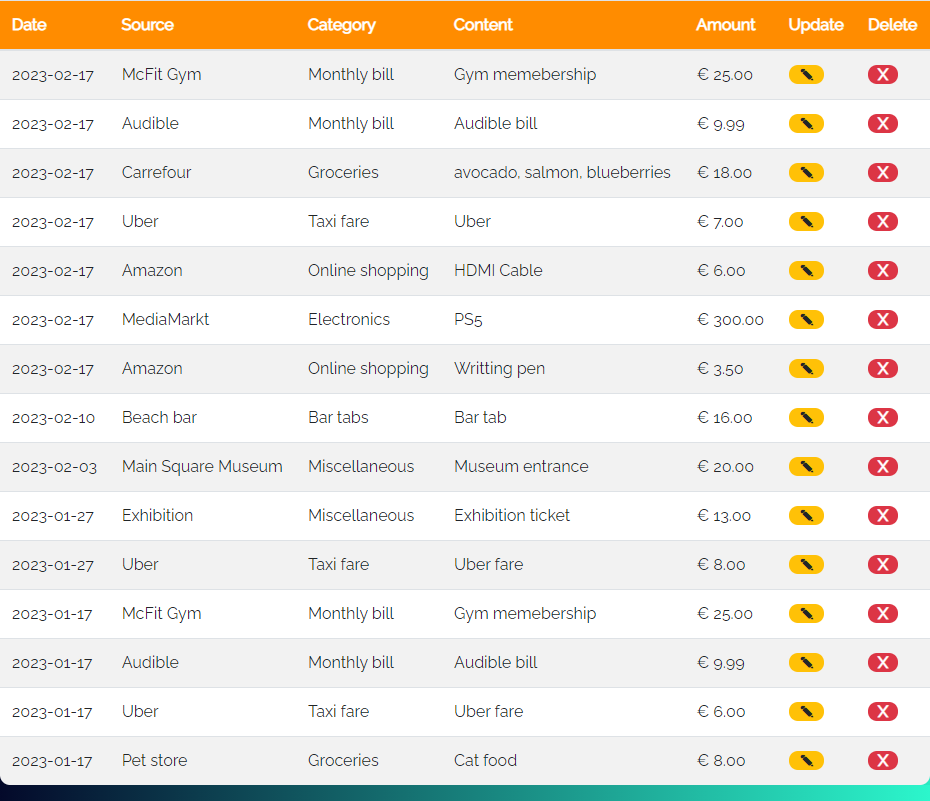 Date Source Category Content Amount Update Delete
2023-02-17 McFit Gym Monthly bill Gym memebership € 25.00 X
2023-02-17 Audible Monthly bill Audible bill € 9.99 X
2023-02-17 Carrefour Groceries avocado, salmon, blueberries € 18.00 X
2023-02-17 Uber Taxi fare Uber € 7.00 X
2023-02-17 Amazon Online shopping HDMI Cable € 6.00 X
2023-02-17 MediaMarkt Electronics PS5 € 300.00 X
2023-02-17 Amazon Online shopping Writting pen € 3.50 X
2023-02-10 Beach bar Bar tabs Bar tab € 16.00 X
2023-02-03 Main Square Museum Miscellaneous Museum entrance € 20.00 X
2023-01-27 Exhibition Miscellaneous Exhibition ticket € 13.00 X
2023-01-27 Uber Taxi fare Uber fare € 8.00 X
2023-01-17 McFit Gym Monthly bill Gym memebership € 25.00 X
2023-01-17 Audible Monthly bill Audible bill € 9.99 X
2023-01-17 Uber Taxi fare Uber fare € 6.00 X
2023-01-17 Pet store Groceries Cat food € 8.00 X